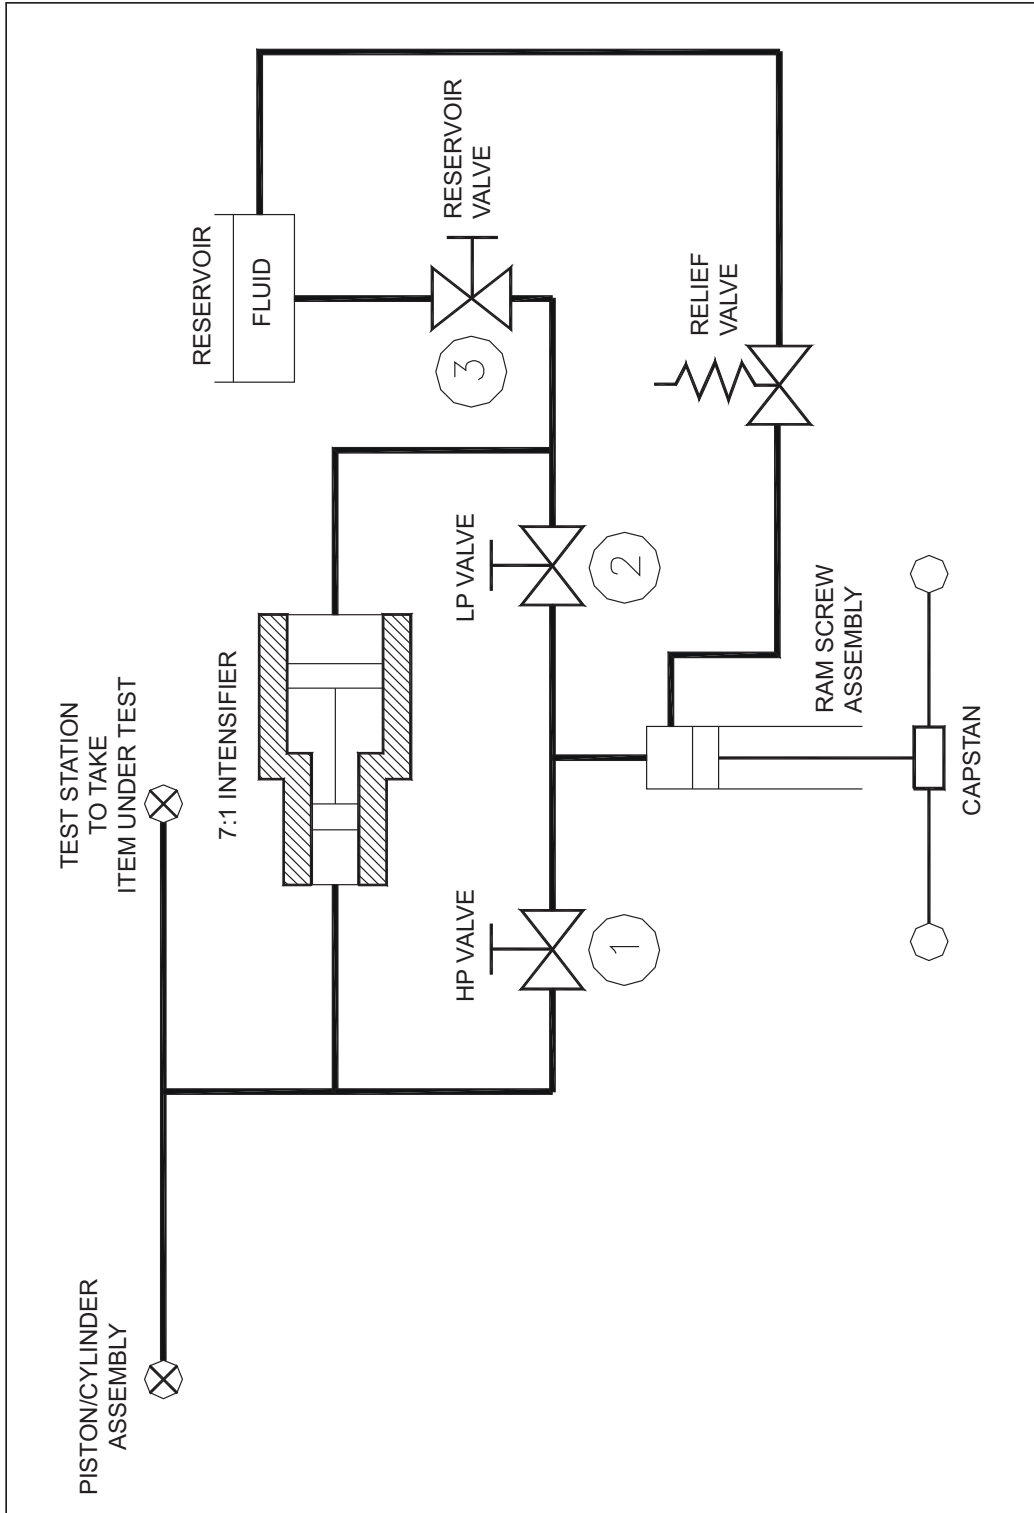 PISTON/CYLINDER
ASSEMBLY
TEST STATION
TO TAKE
ITEM UNDER TEST
7:1 INTENSIFIER
RESERVOIR
FLUID
RESERVOIR
VALVE
3
HP VALVE
1
LP VALVE
2
RELIEF
VALVE
RAM SCREW
ASSEMBLY
CAPSTAN